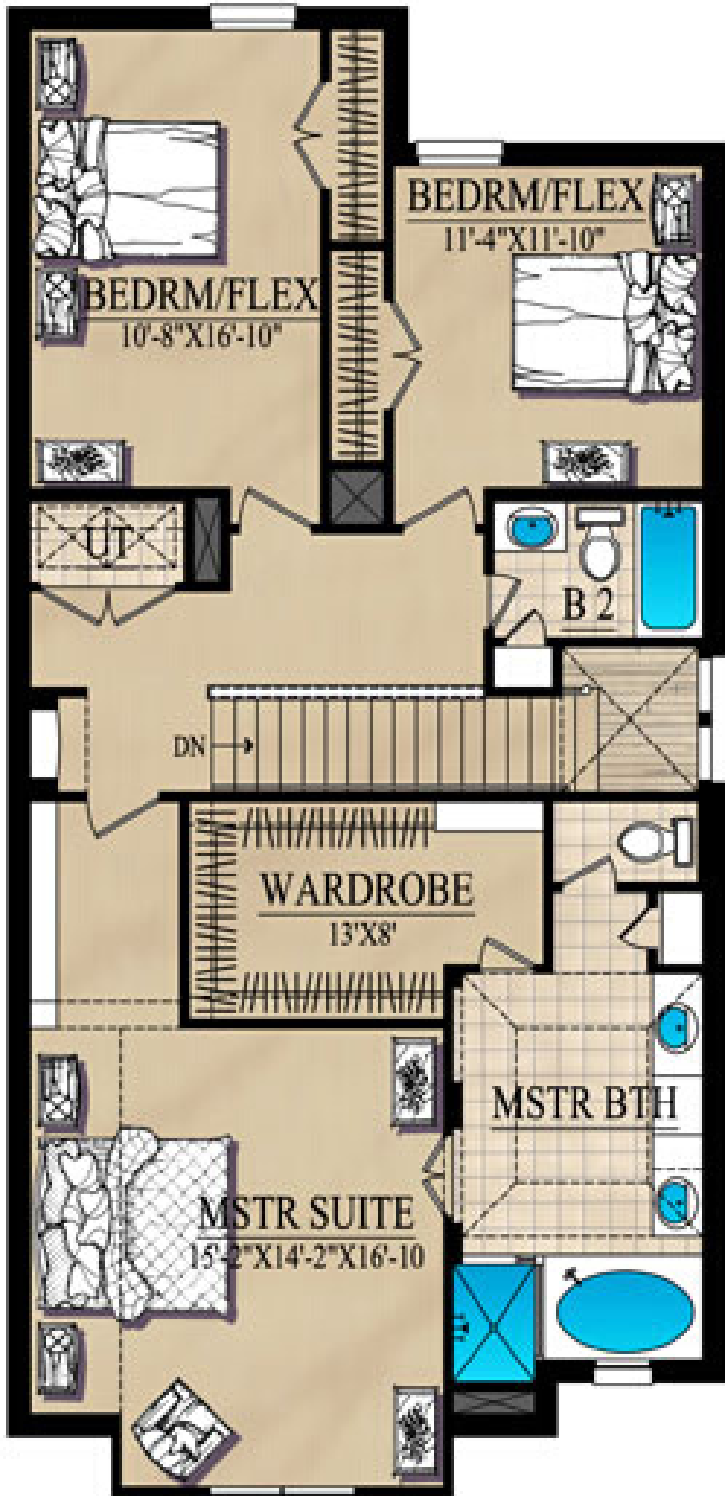 BEDRM/FLEX
11'-4"X11'-10"
BEDRM/FLEX
10'-8"X16'-10"
UT
B 2
DN
WARDROBE
13'X8'
MSTR BTH
MSTR SUITE
15'-2"X14'-2"X16'-10